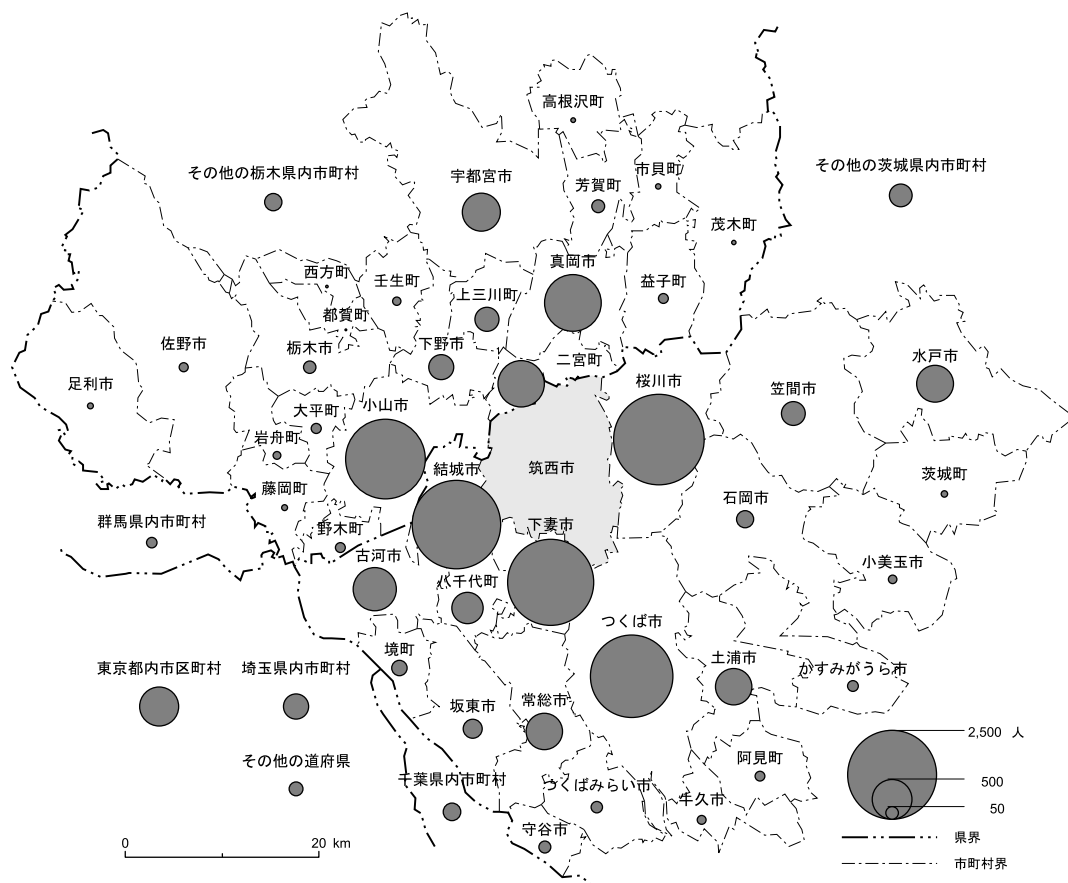 高根沢町
その他の栃木県内市町村
宇都宮市
芳賀町
市貝町
その他の茨城県内市町村
茂木町
西方町
壬生町
上三川町
真岡市
益子町
都賀町
佐野市
栃木市
下野市
二宮町
水戸市
足利市
桜川市
笠間市
大平町
小山市
岩舟町
結城市
筑西市
茨城町
藤岡町
石岡市
群馬県内市町村
野木町
下妻市
古河市
八千代町
小美玉市
つくば市
境町
土浦市
かすみがうら市
東京都内市区町村
埼玉県内市町村
坂東市
常総市
その他の道府県
千葉県内市町村
つくばみらい市
阿見町
牛久市
守谷市
2,500 人
500
50
0 20 km
県界
市町村界